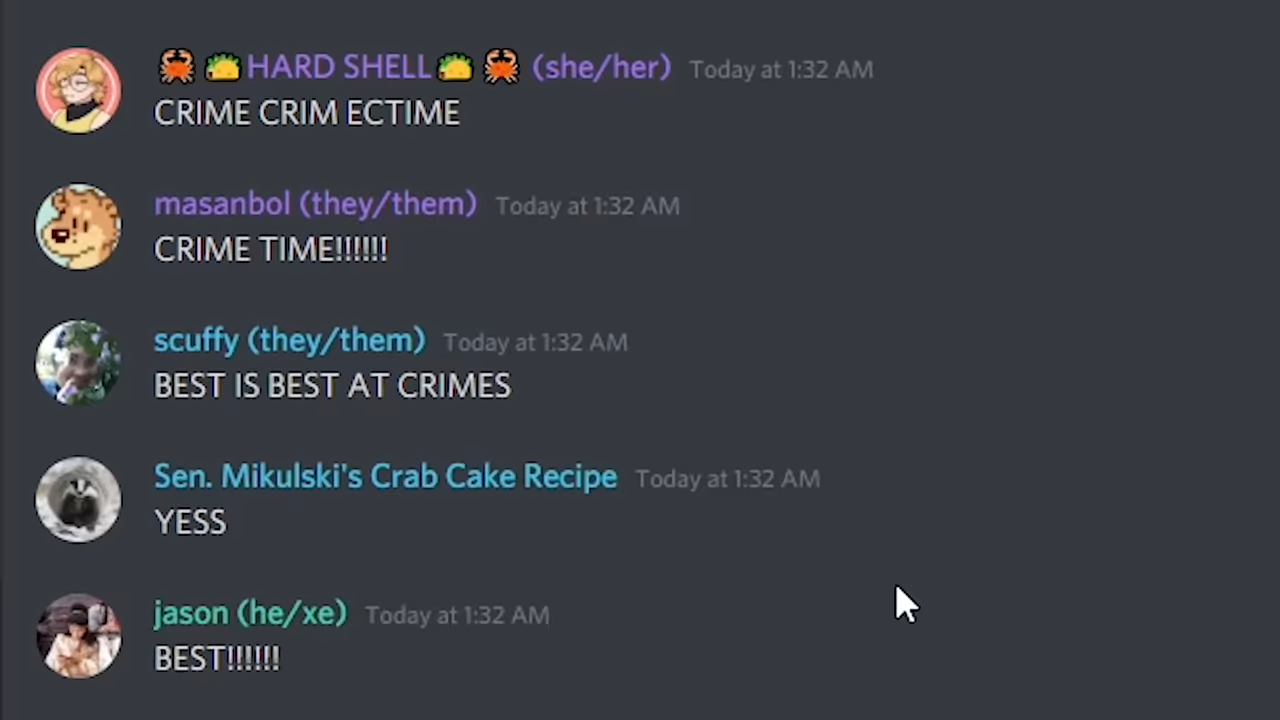 🦀 🌮HARD SHELL🌮 🦀 (she/her) Today at 1:32 AM
CRIME CRIM ECTIME
masanbol (they/them) Today at 1:32 AM
CRIME TIME!!!!!!
scuffy (they/them) Today at 1:32 AM
BEST IS BEST AT CRIMES
Sen. Mikulski's Crab Cake Recipe Today at 1:32 AM
YESS
jason (he/xe) Today at 1:32 AM
BEST!!!!!!